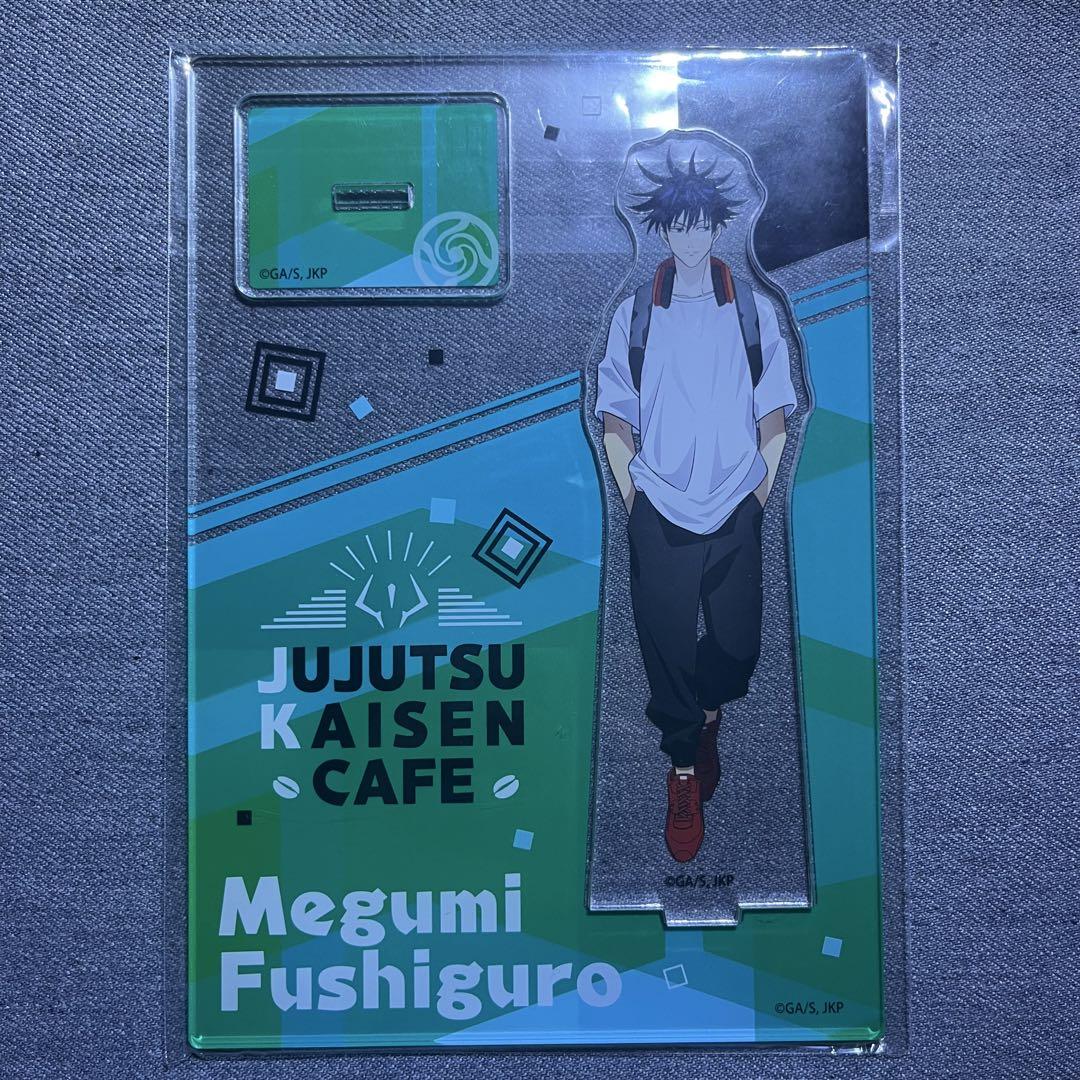 ©GA/S, JKP
JUJUTSU
KAISEN
CAFE
©GA/S, JKP
Megumi
Fushiguro
©GA/S, JKP